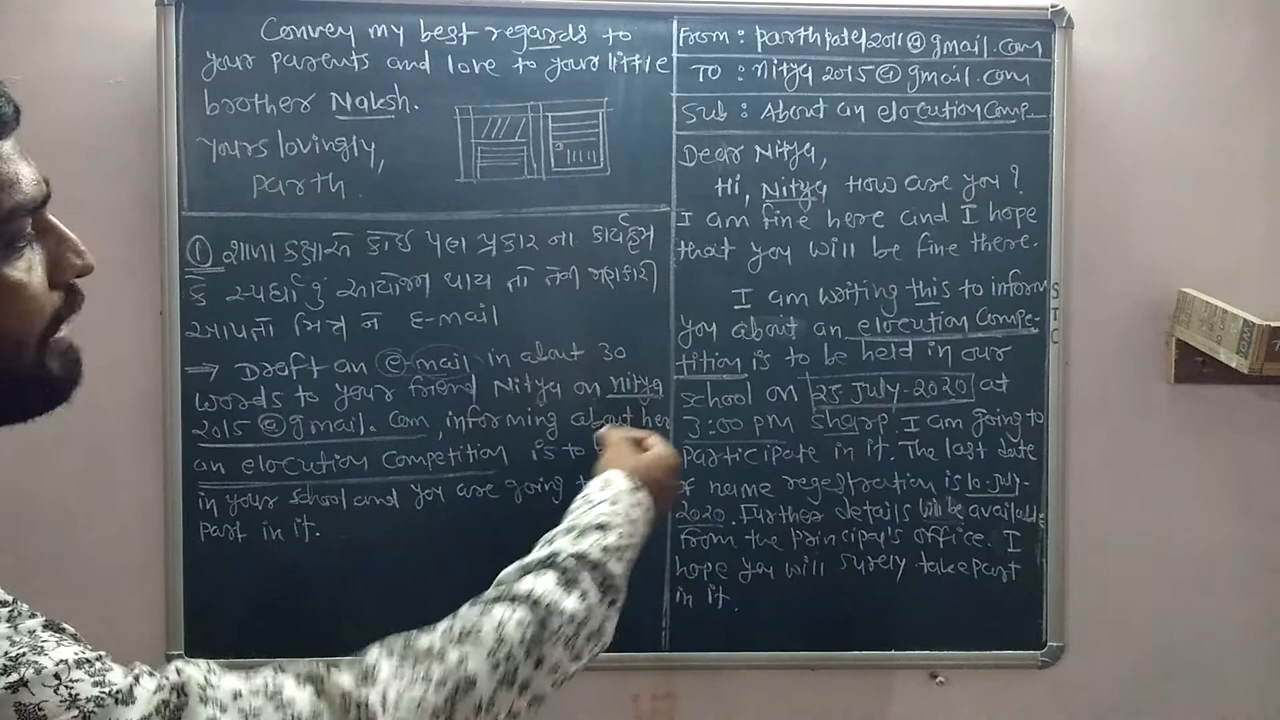 Convey my best regards to
your parents and love to your little
brother Naksh.
Yours lovingly,
Parth.
① શાળા કક્ષાએ કોઈ પણ પ્રકાર ના કાર્યક્રમ
કે સ્પર્ધાનું આયોજન થાય તો તેની જાણકારી
આપતો મિત્ર ને E-mail
⇒ Draft an e-mail in about 30
words to your friend Nitya on nitya
2015@gmail.com, informing about her
an elocution competition is to
in your school and you are going
part in it.
From : parthpatel2011@gmail.com
TO : nitya2015@gmail.com
Sub : About an elocution Comp-
Dear Nitya,
Hi, Nitya How are you ?
I am fine here and I hope
that you will be fine there.
I am writing this to inform
you about an elocution Compe-
tition is to be held in our
school on 25-July-2020 at
3:00 PM sharp. I am going to
participate in it. The last date
of name regestration is 10-July-
2020. Further details will be available
from the principal's office. I
hope you will surely take part
in it.
STC